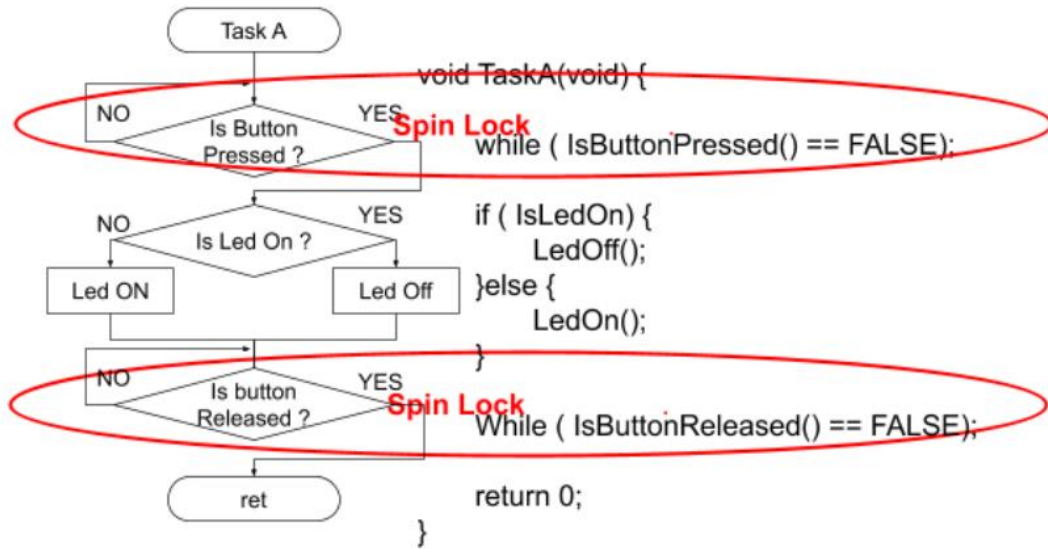 Task A
void TaskA(void) {
NO
YES
Is Button
Pressed ?
Spin Lock
while ( IsButtonPressed() == FALSE);
NO
YES
Is Led On ?
if ( IsLedOn) {
LedOff();
Led ON
Led Off
}else {
LedOn();
}
NO
YES
Is button
Released ?
Spin Lock
While ( IsButtonReleased() == FALSE);
ret
return 0;
}